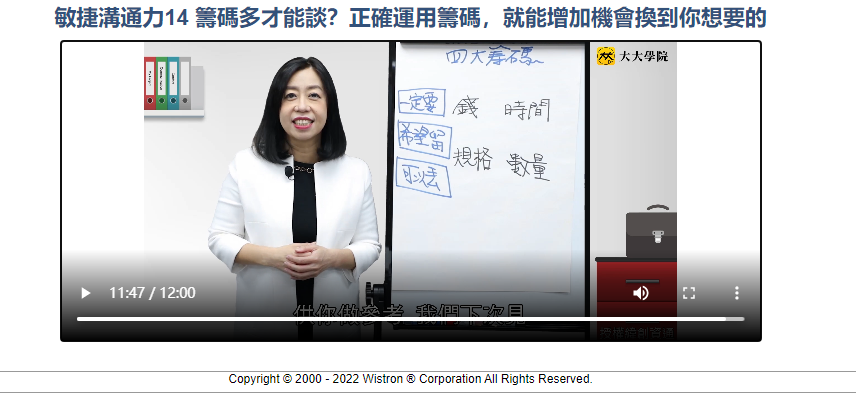 敏捷溝通力14 籌碼多才能談? 正確運用籌碼，就能增加機會換到你想要的
四大籌碼
大大學院
一定要
錢 時間
希望留
規格 數量
可以丟
11:47 / 12:00
供你做參考 我們下次見
Copyright © 2000 - 2022 Wistron ® Corporation All Rights Reserved.